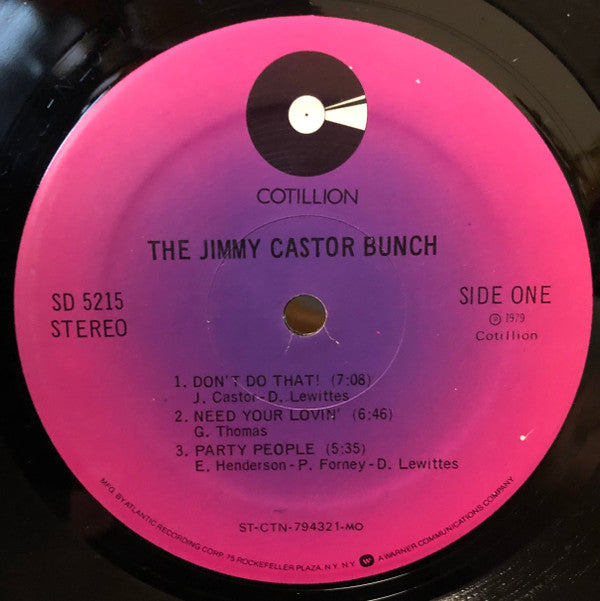 COTILLION
THE JIMMY CASTOR BUNCH
SD 5215
STEREO
SIDE ONE
℗ 1979
Cotillion
1. DON'T DO THAT! (7:08)
J. Castor-D. Lewittes
2. NEED YOUR LOVIN' (6:46)
G. Thomas
3. PARTY PEOPLE (5:35)
E. Henderson-P. Forney-D. Lewittes
ST-CTN-794321-MO
MFG. BY ATLANTIC RECORDING CORP. 75 ROCKEFELLER PLAZA, N.Y. N.Y. W A WARNER COMMUNICATIONS COMPANY